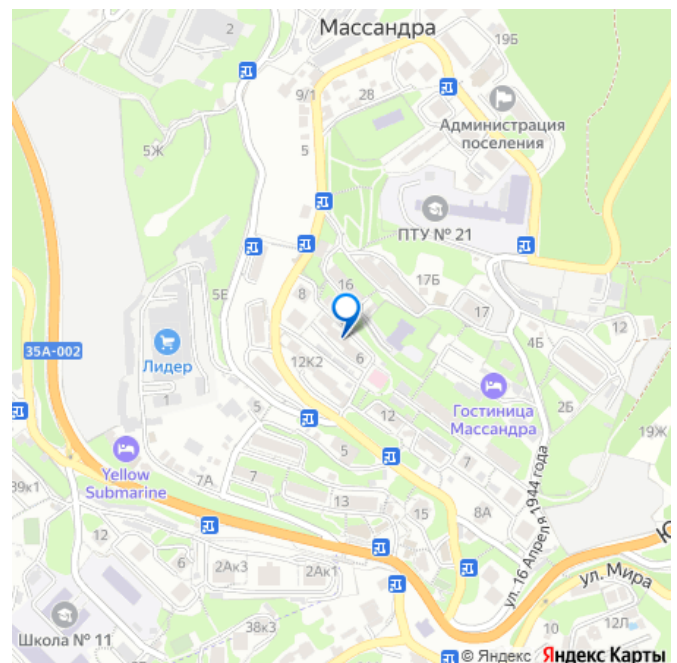 Массандра
2
19Б
9/1
28
Администрация
поселения
5Ж
5
ПТУ № 21
16
17Б
8
5Е
17
12
4Б
35А-002
Лидер
12К2
6
Гостиница
Массандра
2Б
1
5
12
19Ж
5
7
Yellow
Submarine
7А
7
39к1
13
15
8А
ул. 16 Апреля 1944 года
12
6
2Ак3
2Ак1
Ю
ул. Мира
Школа № 11
38к3
10
12Л
© Яндекс Яндекс Карты